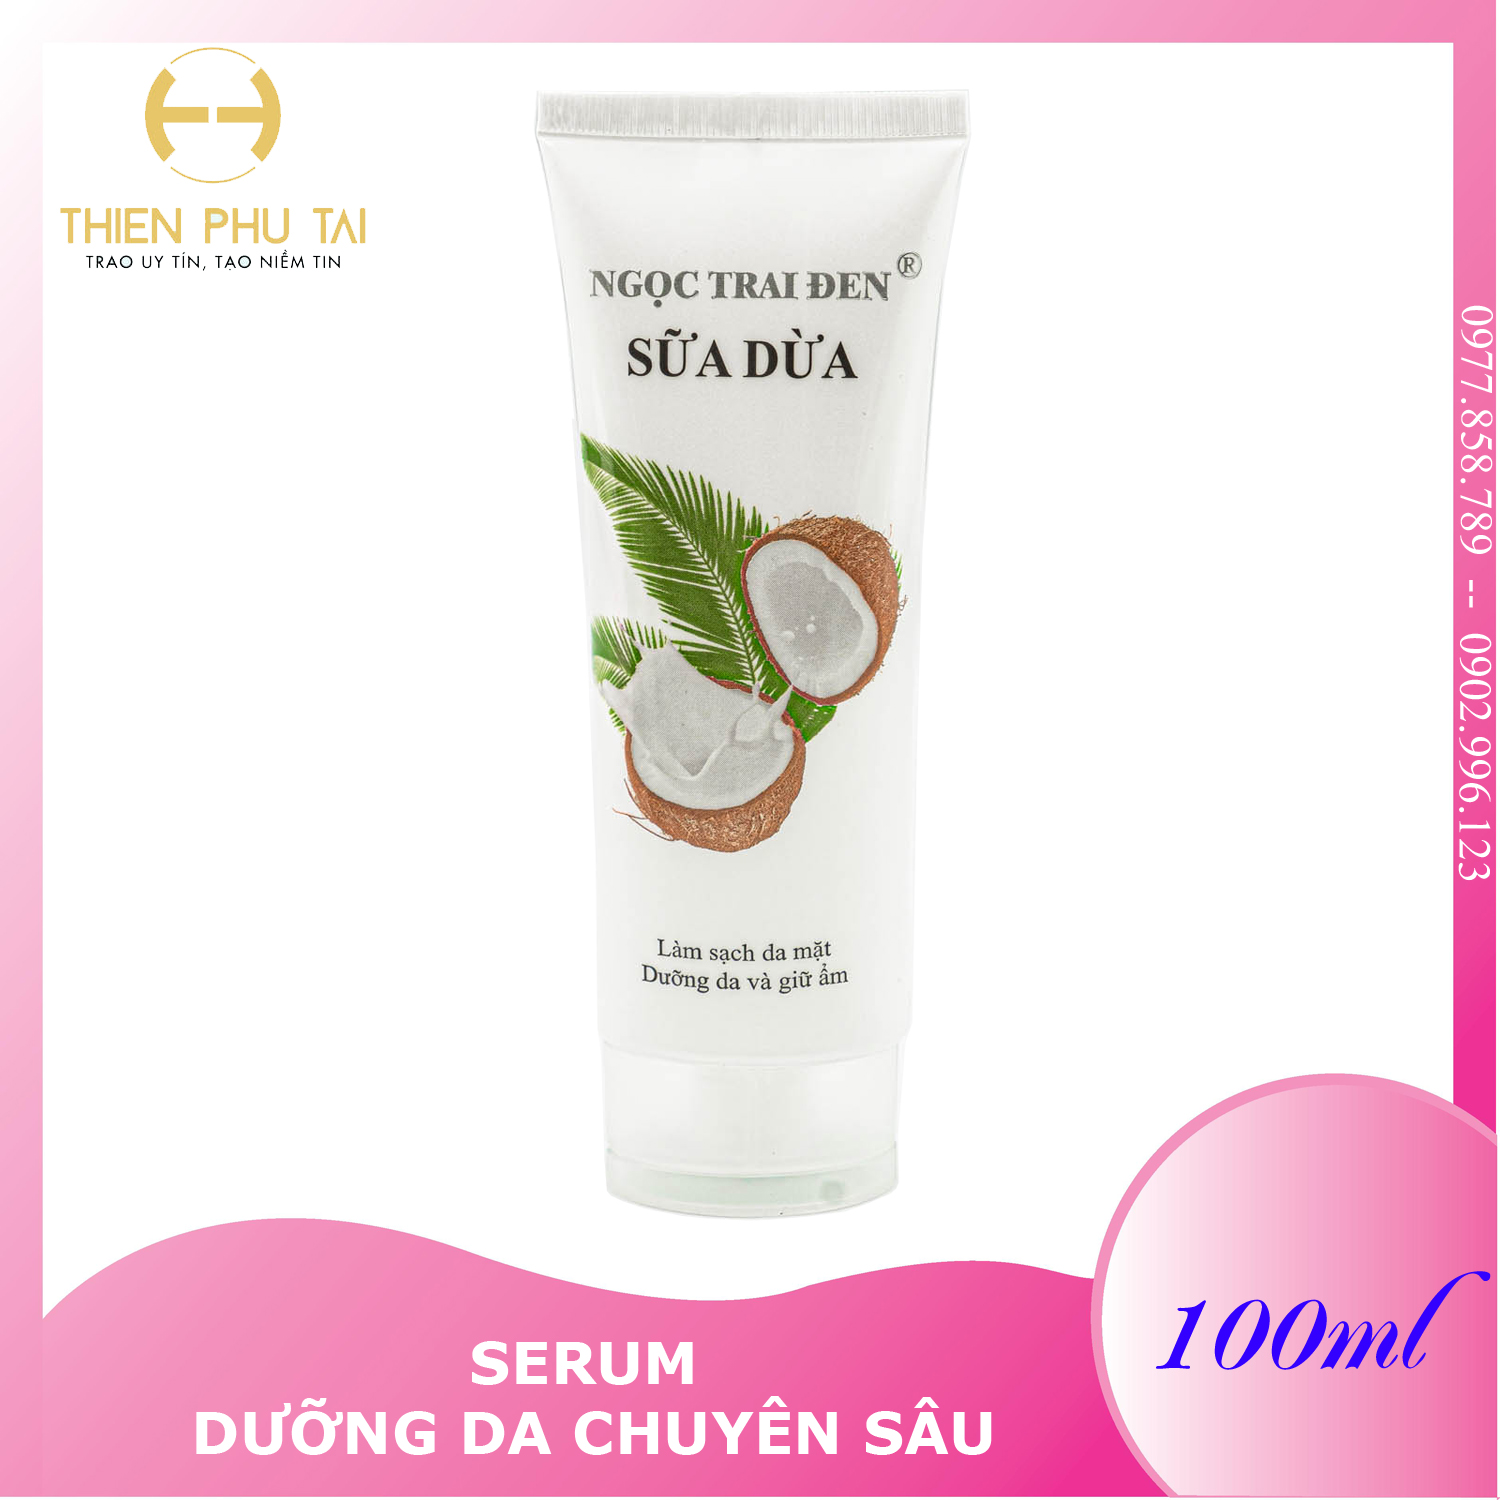 THIEN PHU TAI
TRAO UY TÍN, TẠO NIỀM TIN
NGỌC TRAI ĐEN®
SỮA DỪA
Làm sạch da mặt
Dưỡng da và giữ ẩm
0977.858.789 -- 0902.996.123
100ml
SERUM
DƯỠNG DA CHUYÊN SÂU